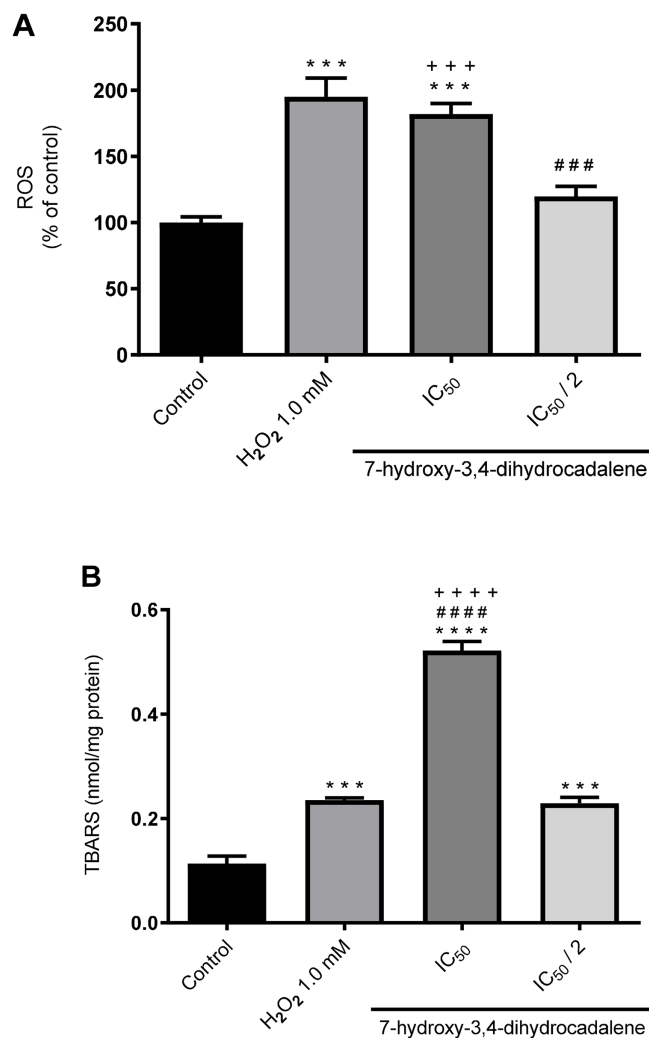 A
ROS
(% of control)
250
200
150
100
50
0
* * *
+ + +
* * *
# # #
Control
H₂O₂ 1.0 mM
IC₅₀
IC₅₀ / 2
7-hydroxy-3,4-dihydrocadalene
B
TBARS (nmol/mg protein)
0.6
0.4
0.2
0.0
* * *
+ + + +
# # # #
* * * *
* * *
Control
H₂O₂ 1.0 mM
IC₅₀
IC₅₀ / 2
7-hydroxy-3,4-dihydrocadalene